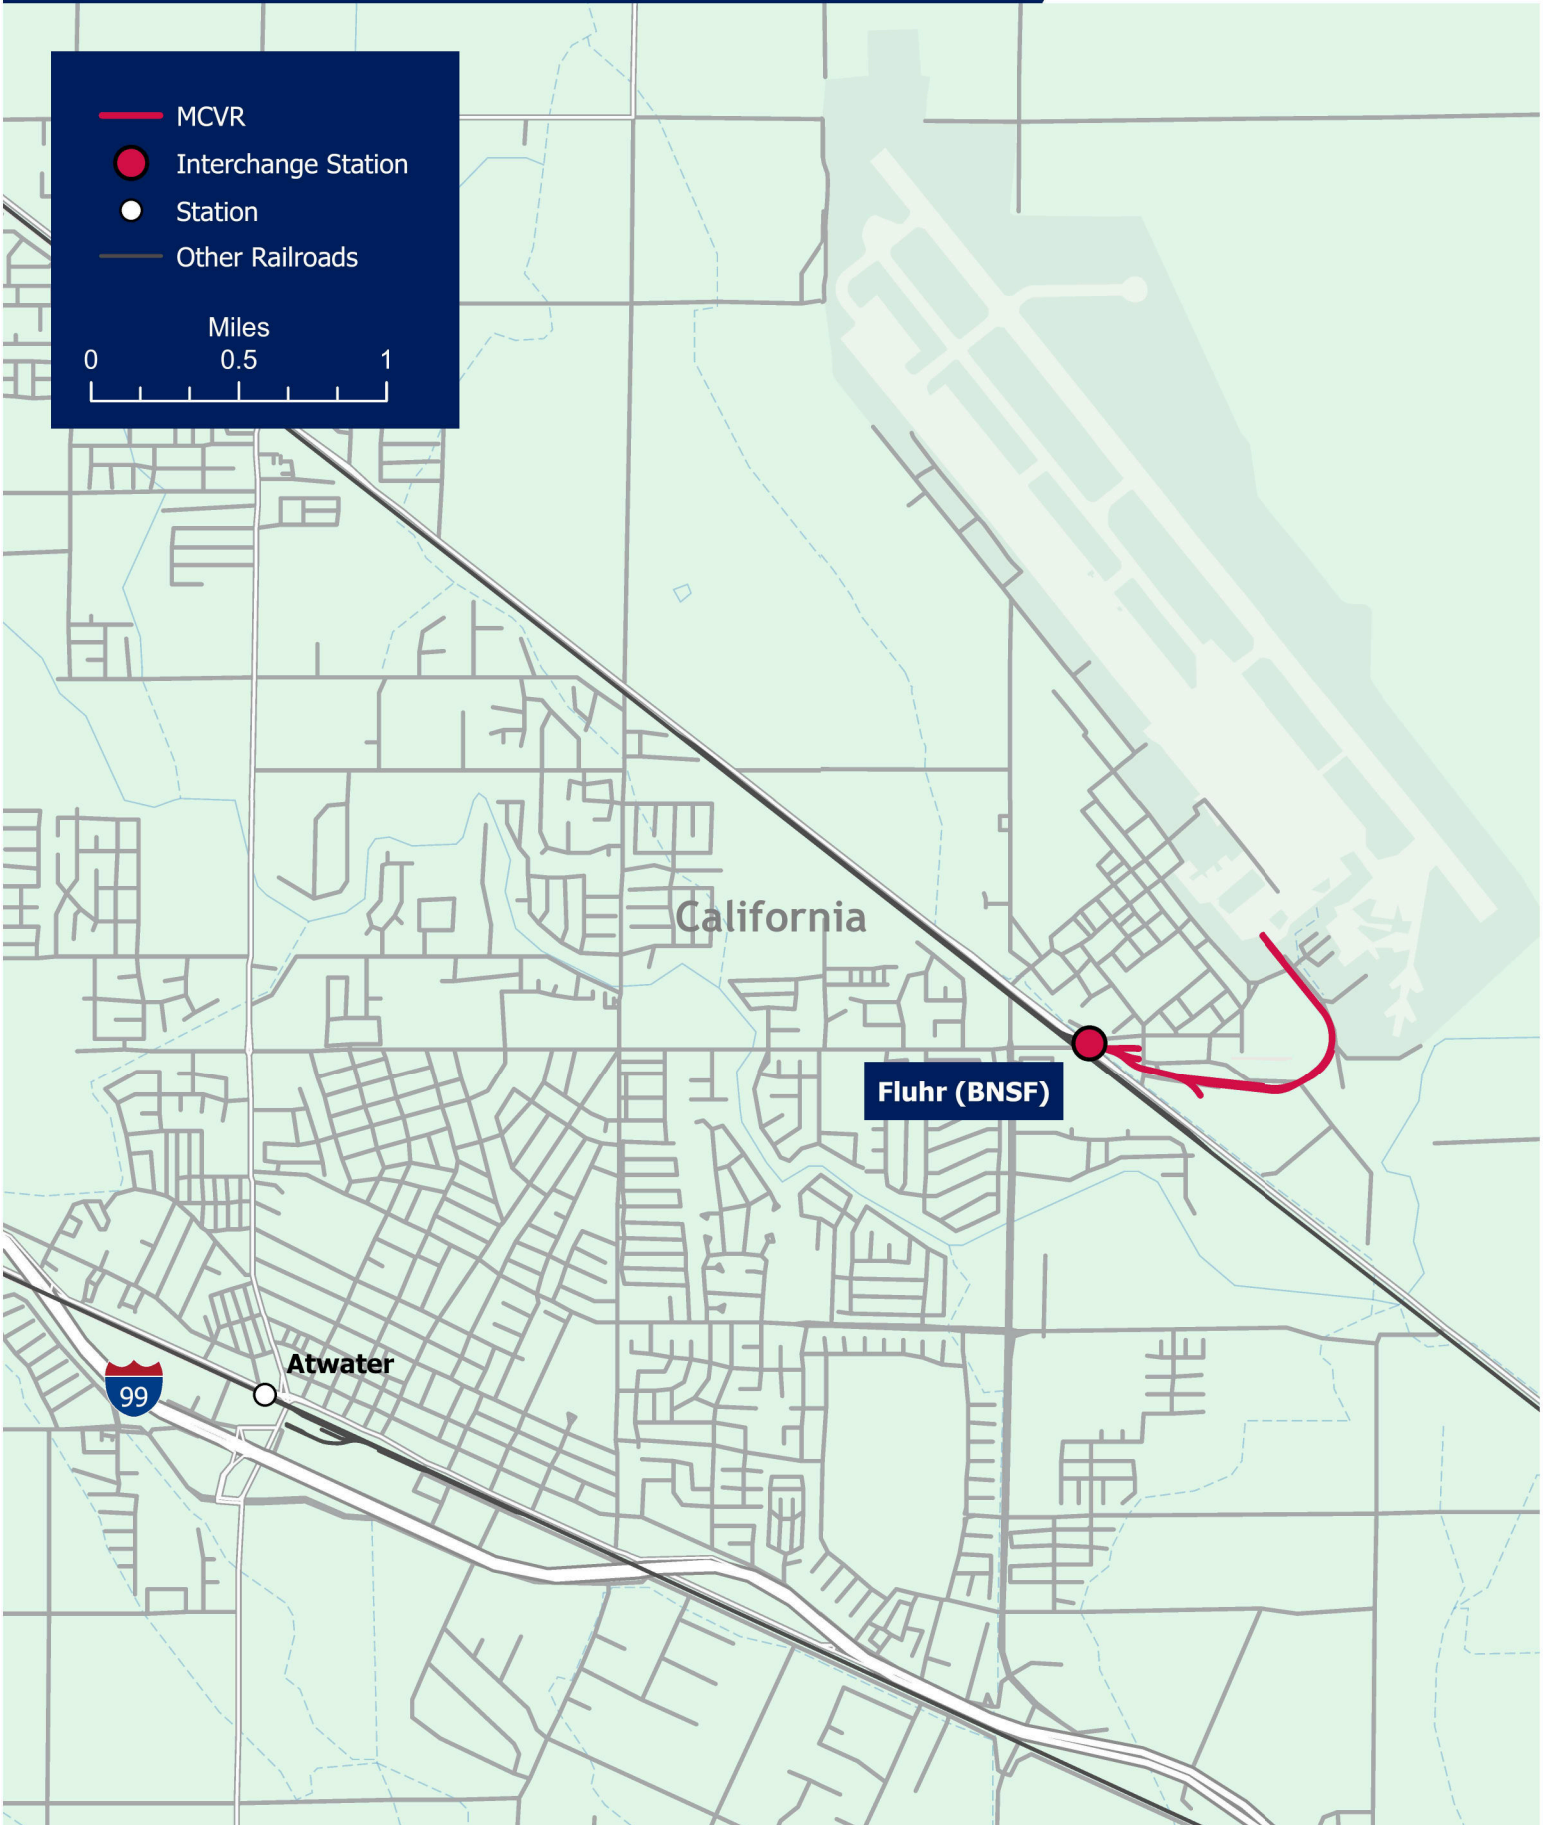 MCVR
Interchange Station
Station
Other Railroads
Miles
0 0.5 1
California
Fluhr (BNSF)
Atwater
99